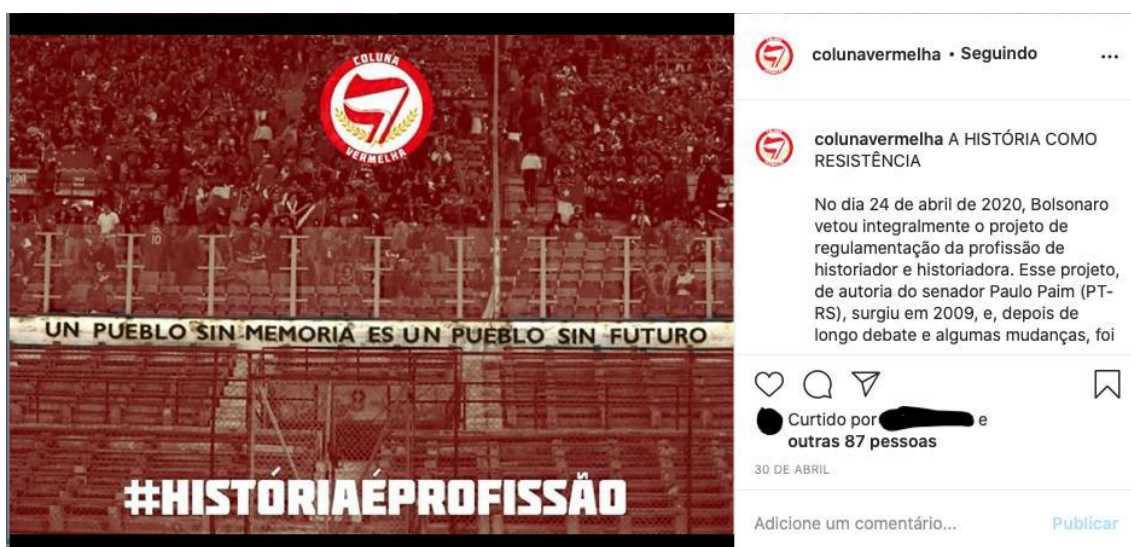 COLUNA
VERMELHA
UN PUEBLO SIN MEMORIA ES UN PUEBLO SIN FUTURO
#HISTÓRIAÉPROFISSÃO
colunavermelha • Seguindo
colunavermelha A HISTÓRIA COMO
RESISTÊNCIA
No dia 24 de abril de 2020, Bolsonaro
vetou integralmente o projeto de
regulamentação da profissão de
historiador e historiadora. Esse projeto,
de autoria do senador Paulo Paim (PT-
RS), surgiu em 2009, e, depois de
longo debate e algumas mudanças, foi
Curtido por e
outras 87 pessoas
30 DE ABRIL
Adicione um comentário...
Publicar